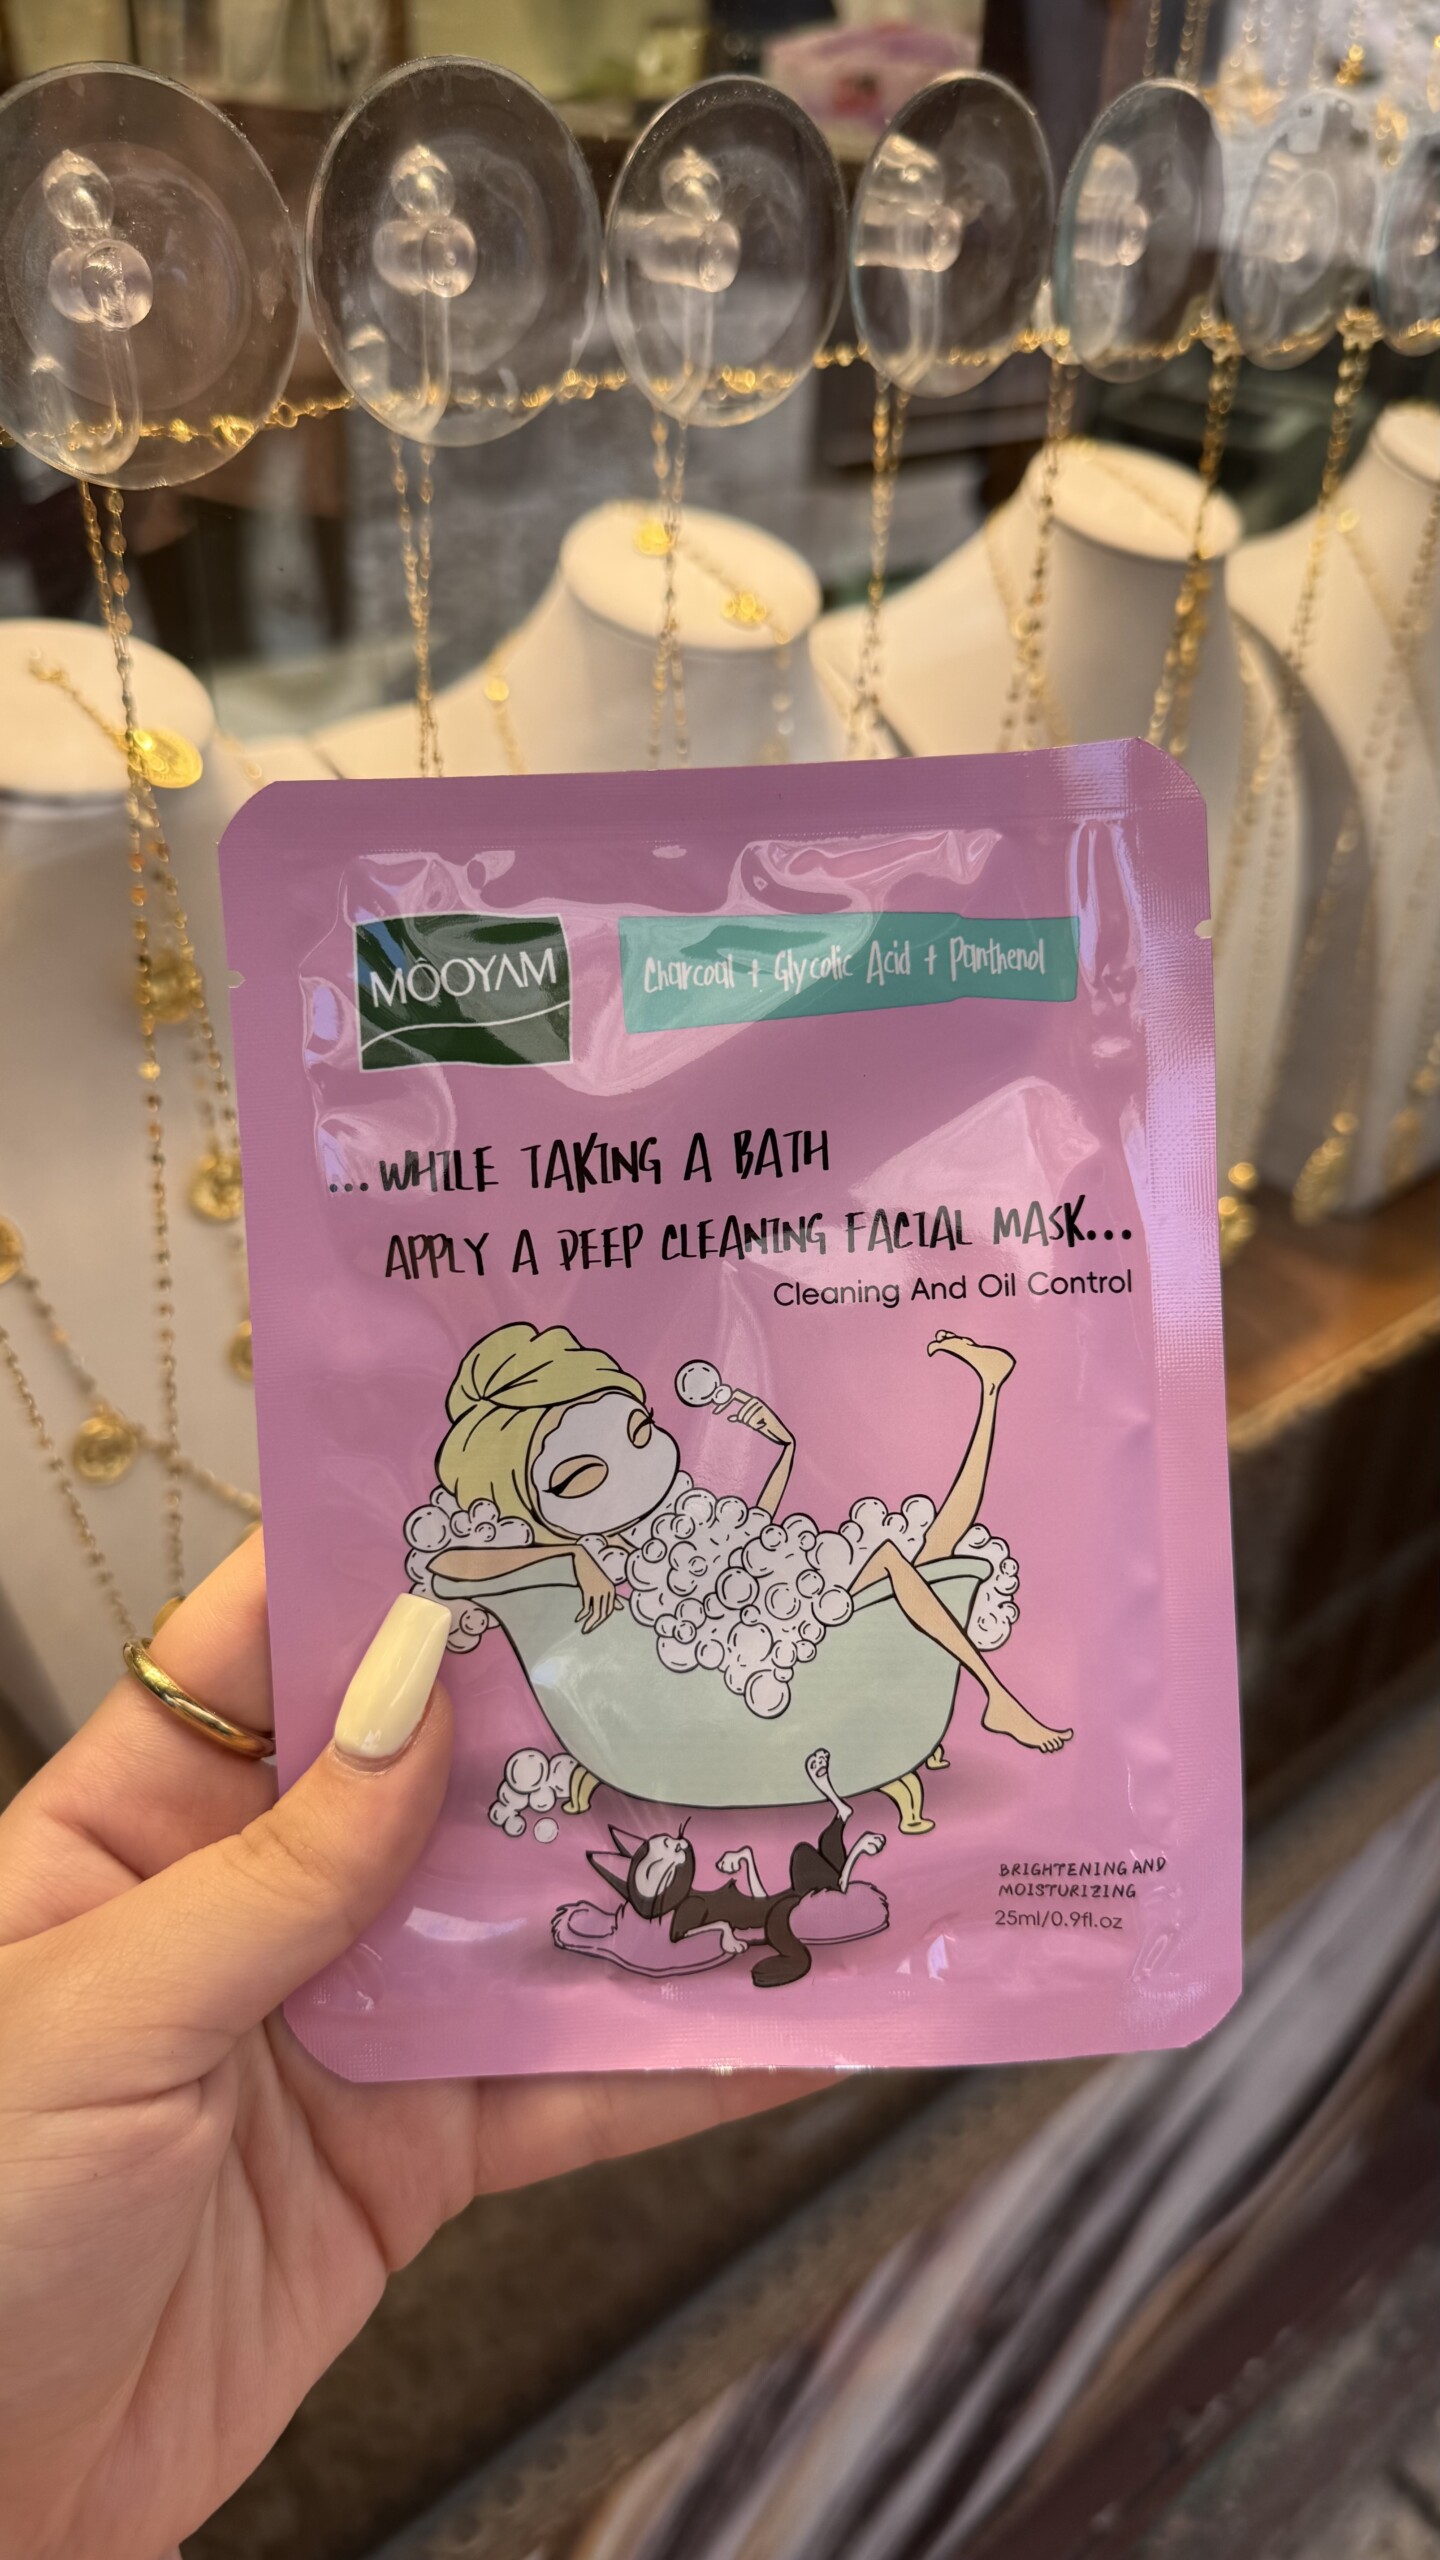 MOOYAM
Charcoal + Glycolic Acid + Panthenol
...WHILE TAKING A BATH
APPLY A DEEP CLEANING FACIAL MASK...
Cleaning And Oil Control
BRIGHTENING AND
MOISTURIZING
25ml/0.9fl.oz